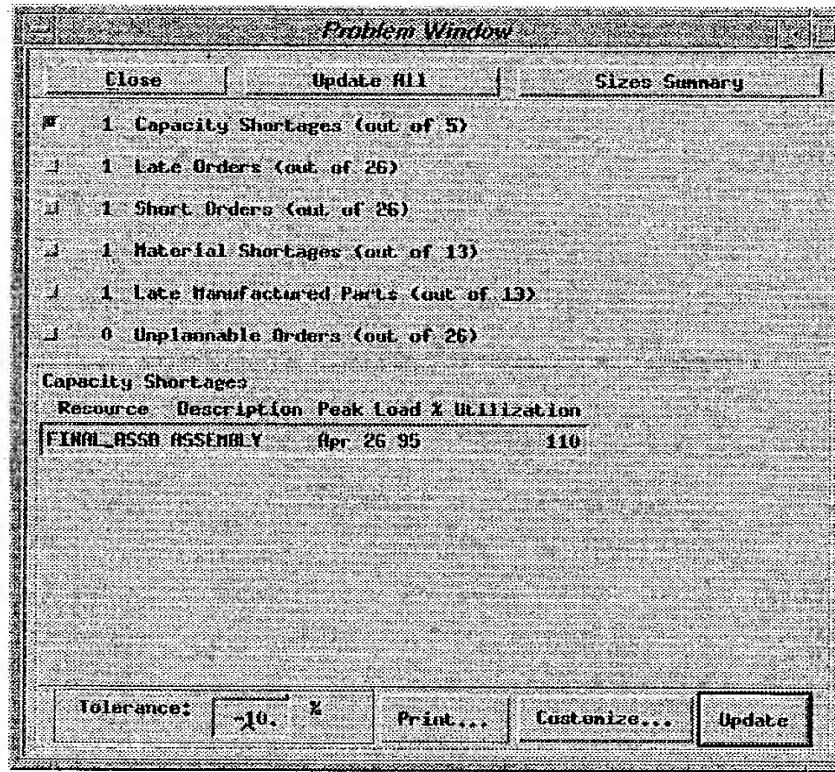 Problem Window
Close Update All Sizes Summary
1 Capacity Shortages (out of 5)
1 Late Orders (out of 26)
1 Short Orders (out of 26)
1 Material Shortages (out of 13)
1 Late Manufactured Parts (out of 13)
0 Unplannable Orders (out of 26)
Capacity Shortages
Resource Description Peak Load % Utilization
ASSEMBLY Apr 26 95 110
Tolerance: -10. % Print... Customize... Update